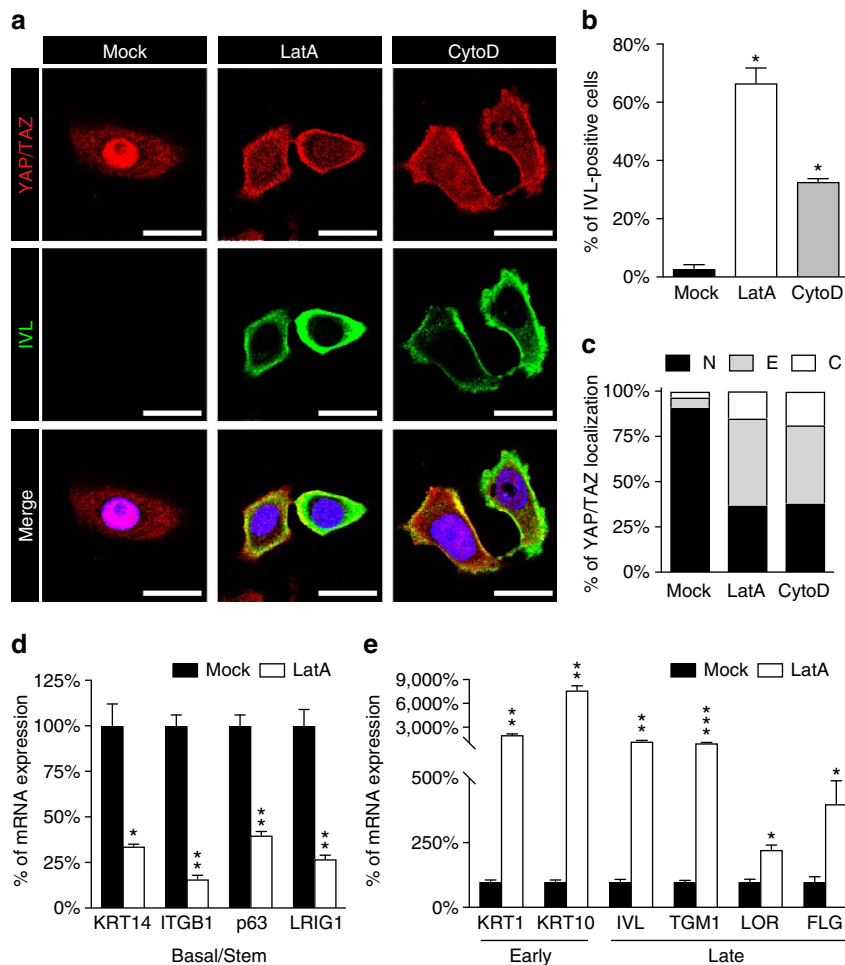 a
Mock LatA CytoD
YAP/TAZ
IVL
Merge
b
% of IVL-positive cells
80%
60%
40%
20%
0%
Mock LatA CytoD
* *
c
N E C
% of YAP/TAZ localization
100%
75%
50%
25%
0%
Mock LatA CytoD
d
Mock LatA
% of mRNA expression
125%
100%
75%
50%
25%
0%
* ** ** **
KRT14 ITGB1 p63 LRIG1
Basal/Stem
e
Mock LatA
% of mRNA expression
9,000%
6,000%
3,000%
500%
250%
0%
** ** ** *** * *
KRT1 KRT10 IVL TGM1 LOR FLG
Early Late